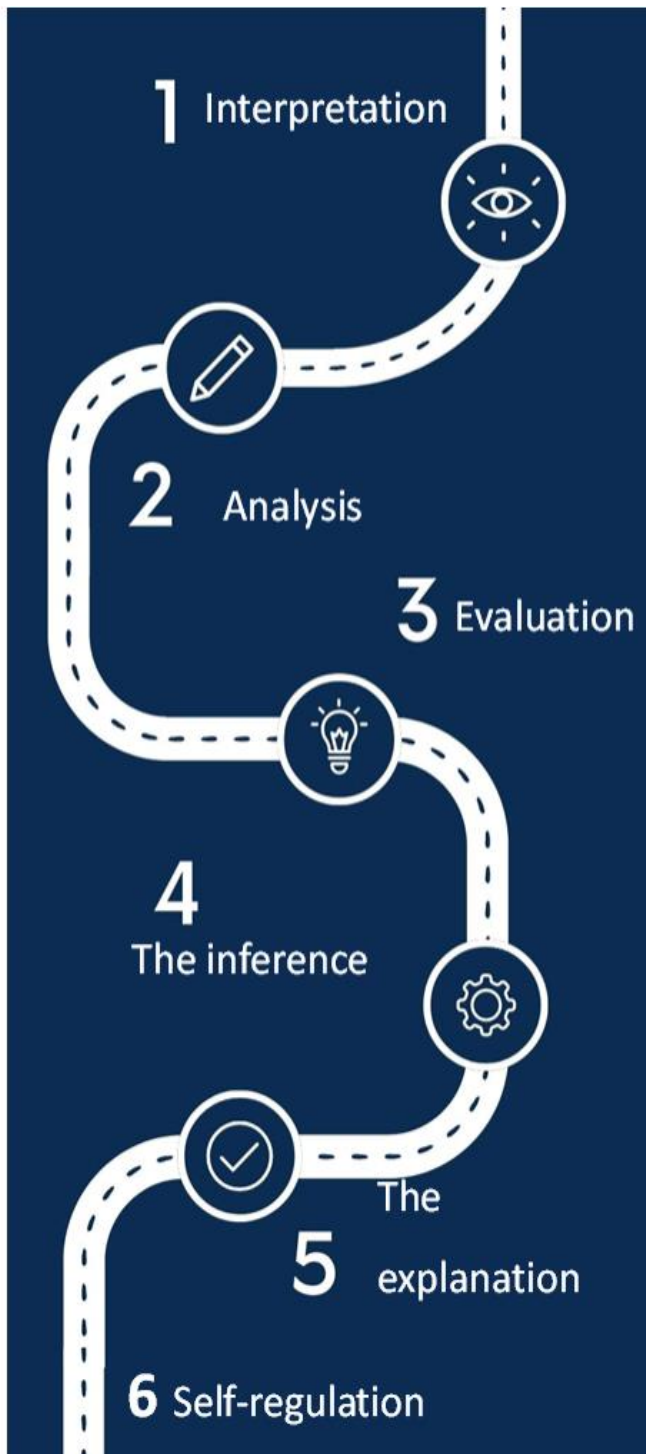 1 Interpretation
2 Analysis
3 Evaluation
4
The inference
The
5 explanation
6 Self-regulation